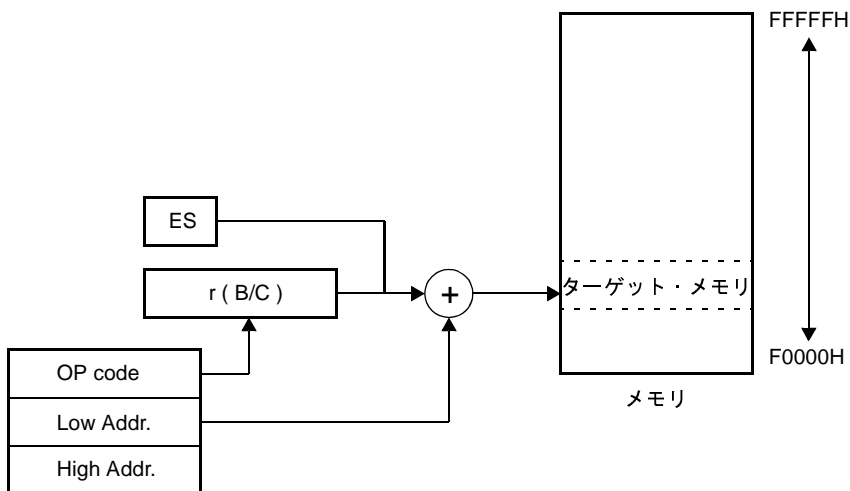 FFFFFH
ES
r ( B/C )
+
ターゲット・メモリ
OP code
F0000H
メモリ
Low Addr.
High Addr.